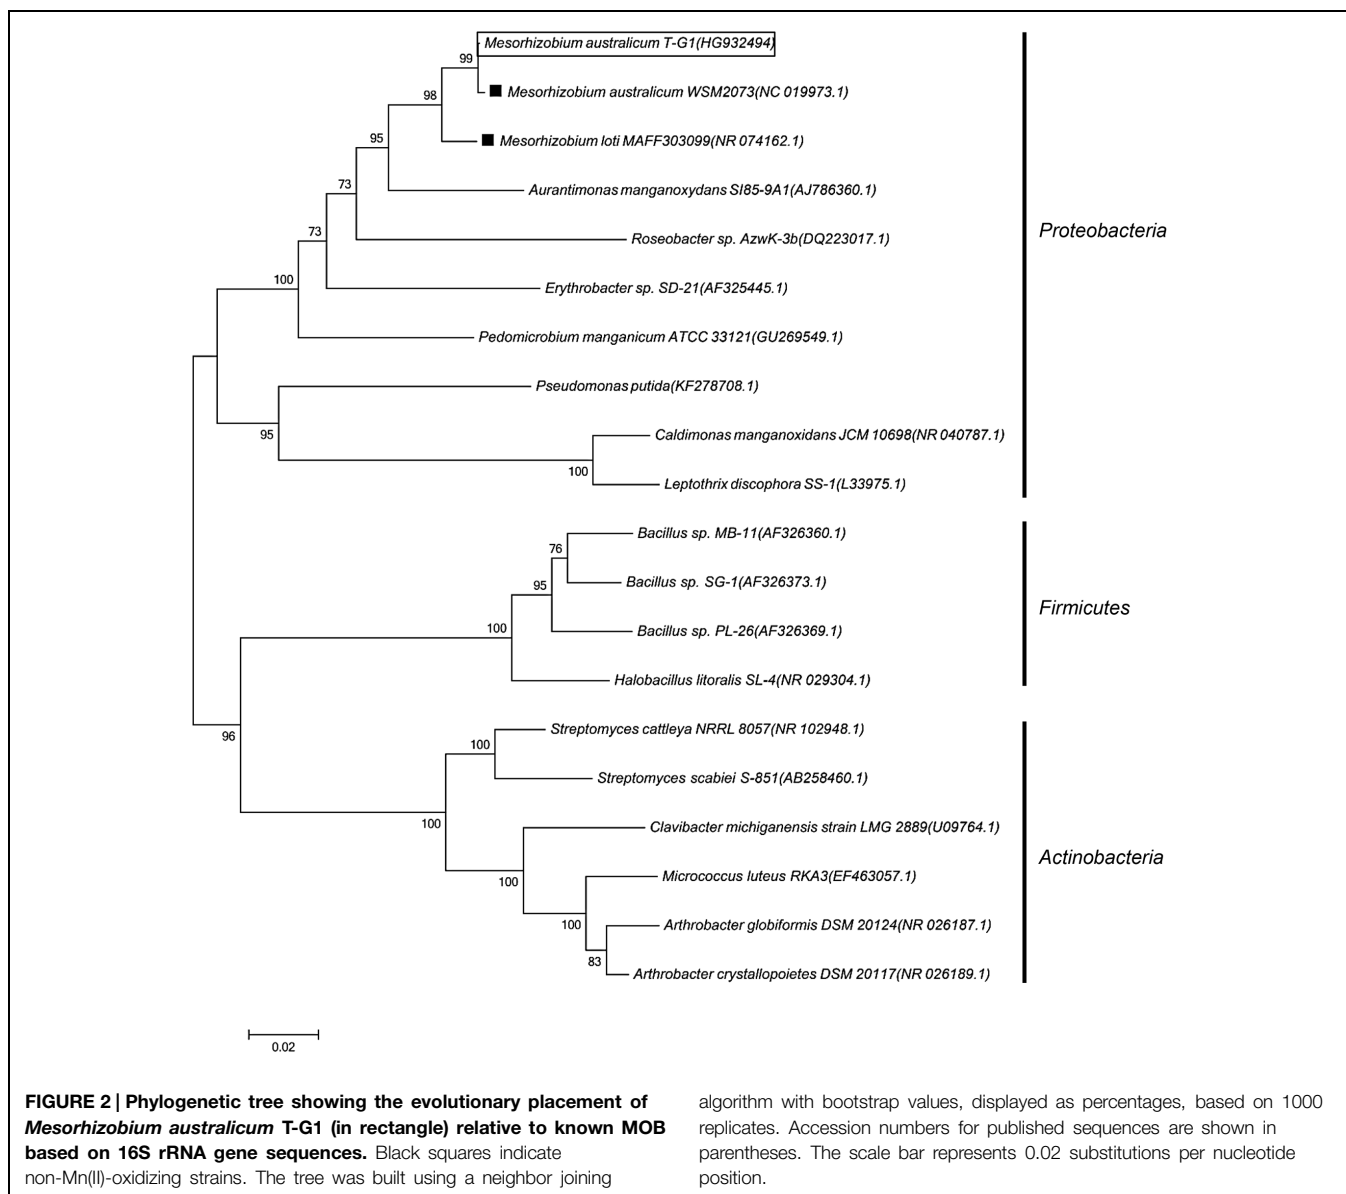 Mesorhizobium australicum T-G1(HG932494)
99
Mesorhizobium australicum WSM2073(NC 019973.1)
98
Mesorhizobium loti MAFF303099(NR 074162.1)
95
Aurantimonas manganoxydans SI85-9A1(AJ786360.1)
73
Roseobacter sp. AzwK-3b(DQ223017.1)
Proteobacteria
73
Erythrobacter sp. SD-21(AF325445.1)
100
Pedomicrobium manganicum ATCC 33121(GU269549.1)
Pseudomonas putida(KF278708.1)
95
Caldimonas manganoxidans JCM 10698(NR 040787.1)
100
Leptothrix discophora SS-1(L33975.1)
Bacillus sp. MB-11(AF326360.1)
76
Bacillus sp. SG-1(AF326373.1)
95
Firmicutes
Bacillus sp. PL-26(AF326369.1)
100
Halobacillus litoralis SL-4(NR 029304.1)
96
Streptomyces cattleya NRRL 8057(NR 102948.1)
100
Streptomyces scabiei S-851(AB258460.1)
100
Clavibacter michiganensis strain LMG 2889(U09764.1)
Actinobacteria
100
Micrococcus luteus RKA3(EF463057.1)
100
Arthrobacter globiformis DSM 20124(NR 026187.1)
83
Arthrobacter crystallopoietes DSM 20117(NR 026189.1)
0.02
FIGURE 2 | Phylogenetic tree showing the evolutionary placement of
Mesorhizobium australicum T-G1 (in rectangle) relative to known MOB
based on 16S rRNA gene sequences. Black squares indicate
non-Mn(II)-oxidizing strains. The tree was built using a neighbor joining
algorithm with bootstrap values, displayed as percentages, based on 1000
replicates. Accession numbers for published sequences are shown in
parentheses. The scale bar represents 0.02 substitutions per nucleotide
position.